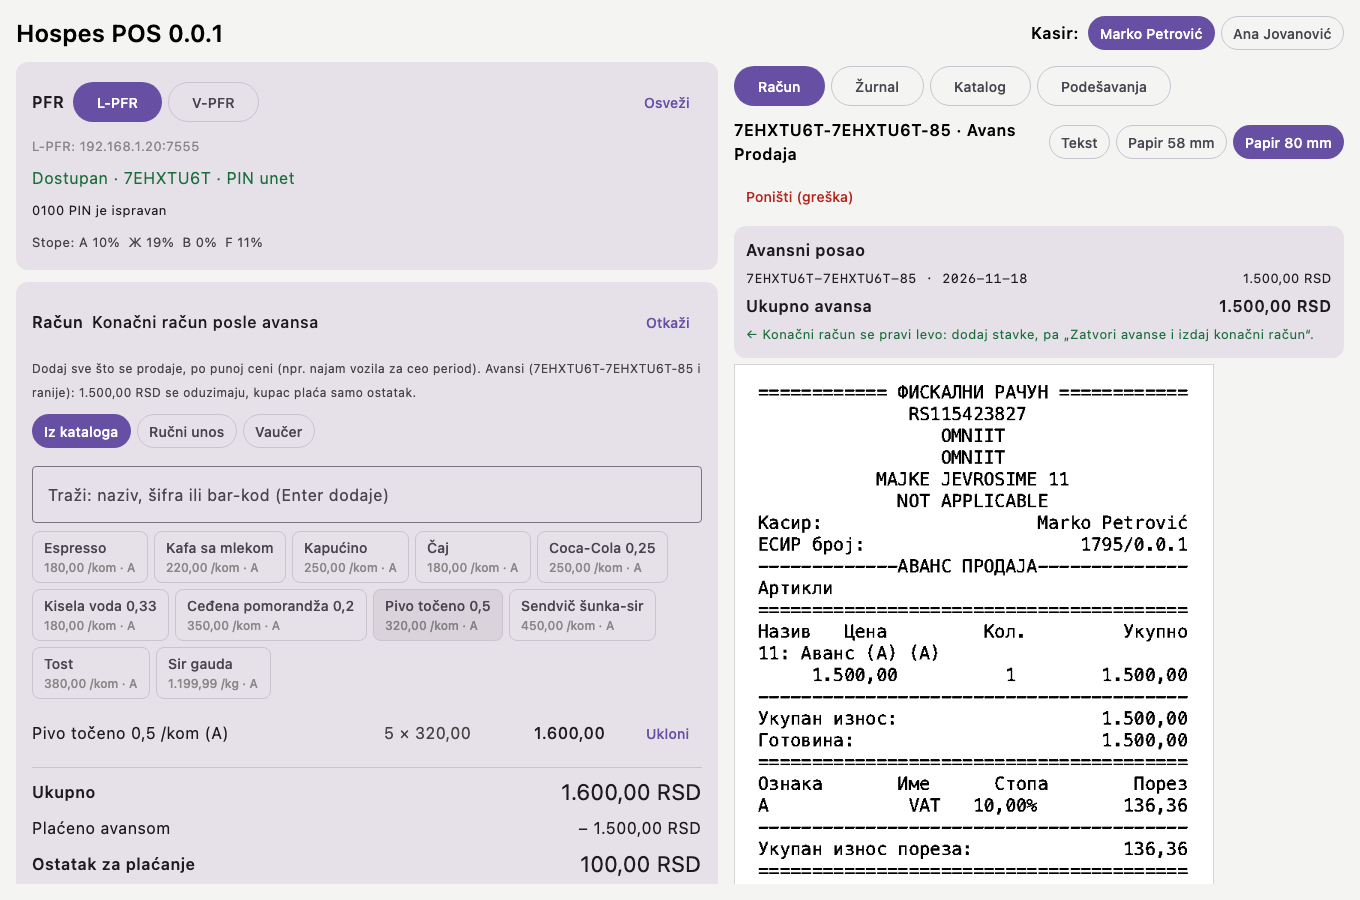 Hospes POS 0.0.1
Kasir: Marko Petrović Ana Jovanović
PFR L-PFR V-PFR Osveži
L-PFR: 192.168.1.20:7555
Dostupan · 7EHXTU6T · PIN unet
0100 PIN je ispravan
Stope: A 10% Ж 19% B 0% F 11%
Račun Konačni račun posle avansa Otkaži
Dodaj sve što se prodaje, po punoj ceni (npr. najam vozila za ceo period). Avansi (7EHXTU6T-7EHXTU6T-85 i
ranije): 1.500,00 RSD se oduzimaju, kupac plaća samo ostatak.
Iz kataloga Ručni unos Vaučer
Traži: naziv, šifra ili bar-kod (Enter dodaje)
Espresso Kafa sa mlekom Kapućino Čaj Coca-Cola 0,25
180,00 /kom · A 220,00 /kom · A 250,00 /kom · A 180,00 /kom · A 250,00 /kom · A
Kisela voda 0,33 Ceđena pomorandža 0,2 Pivo točeno 0,5 Sendvič šunka-sir
180,00 /kom · A 350,00 /kom · A 320,00 /kom · A 450,00 /kom · A
Tost Sir gauda
380,00 /kom · A 1.199,99 /kg · A
Pivo točeno 0,5 /kom (A) 5 × 320,00 1.600,00 Ukloni
Ukupno 1.600,00 RSD
Plaćeno avansom – 1.500,00 RSD
Ostatak za plaćanje 100,00 RSD
Račun Žurnal Katalog Podešavanja
7EHXTU6T-7EHXTU6T-85 · Avans
Prodaja
Tekst Papir 58 mm Papir 80 mm
Poništi (greška)
Avansni posao
7EHXTU6T-7EHXTU6T-85 · 2026-11-18 1.500,00 RSD
Ukupno avansa 1.500,00 RSD
← Konačni račun se pravi levo: dodaj stavke, pa „Zatvori avanse i izdaj konačni račun“.
============ ФИСКАЛНИ РАЧУН ============
RS115423827
OMNIIT
OMNIIT
MAJKE JEVROSIME 11
NOT APPLICABLE
Касир: Marko Petrović
ЕСИР број: 1795/0.0.1
-------------АВАНС ПРОДАЈА--------------
Артикли
========================================
Назив Цена Кол. Укупно
11: Аванс (А) (А)
1.500,00 1 1.500,00
----------------------------------------
Укупан износ: 1.500,00
Готовина: 1.500,00
========================================
Ознака Име Стопа Порез
А VAT 10,00% 136,36
----------------------------------------
Укупан износ пореза: 136,36
========================================